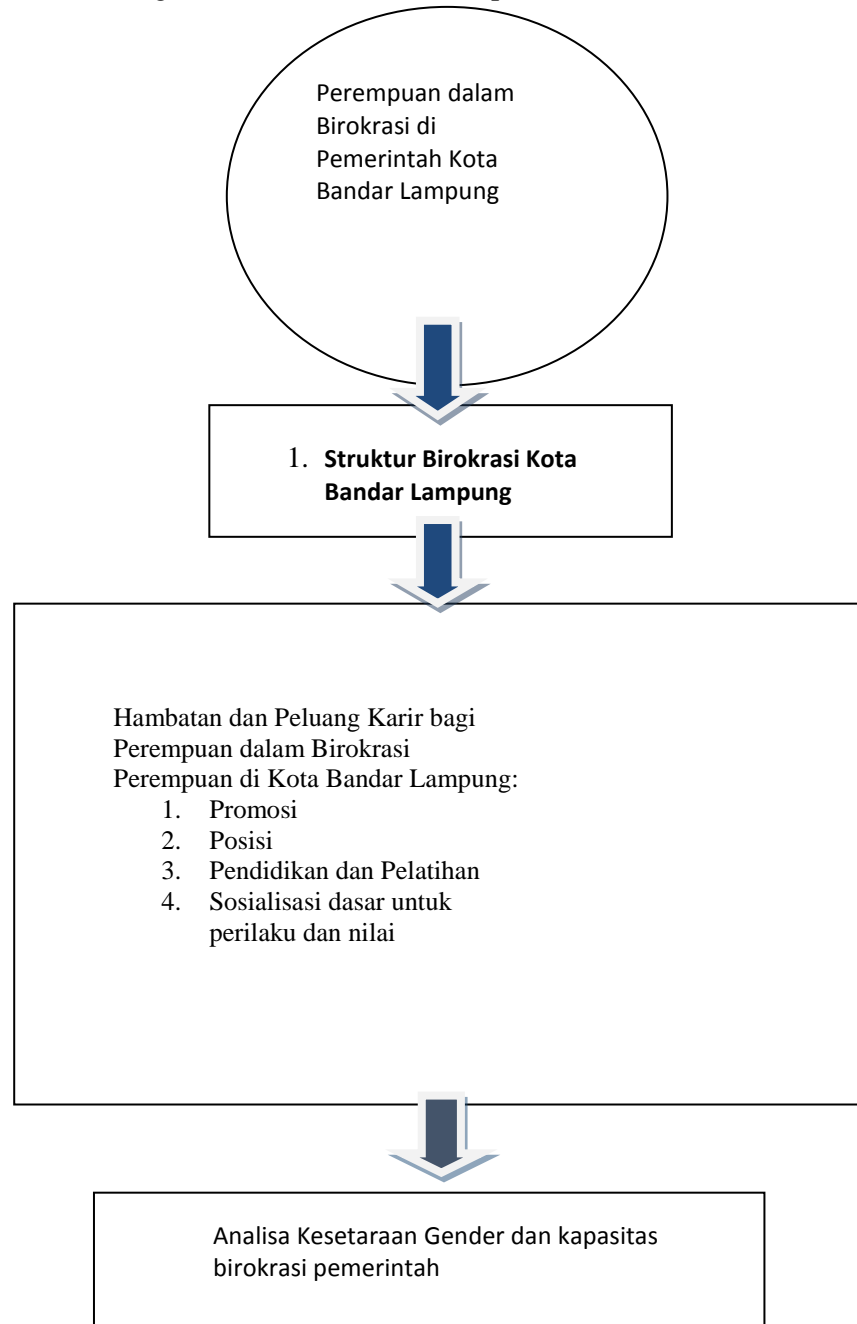 Perempuan dalam
Birokrasi di
Pemerintah Kota
Bandar Lampung
1. Struktur Birokrasi Kota
Bandar Lampung
Hambatan dan Peluang Karir bagi
Perempuan dalam Birokrasi
Perempuan di Kota Bandar Lampung:
1. Promosi
2. Posisi
3. Pendidikan dan Pelatihan
4. Sosialisasi dasar untuk
perilaku dan nilai
Analisa Kesetaraan Gender dan kapasitas
birokrasi pemerintah